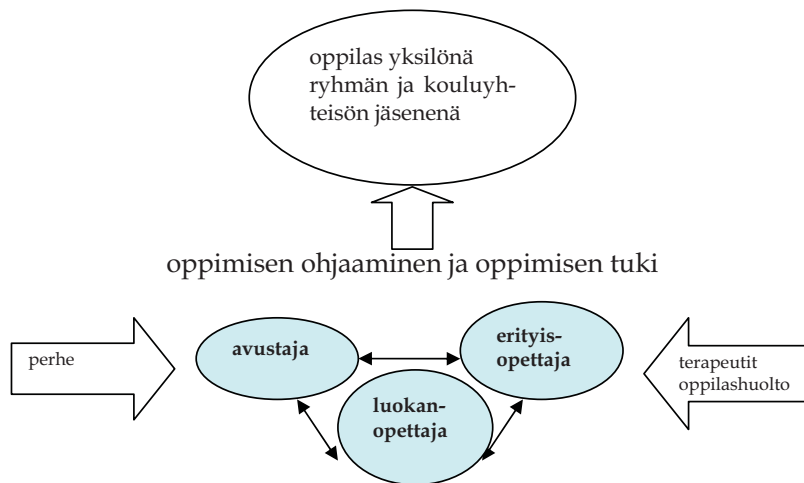 oppilas yksilönä
ryhmän ja kouluyh-
teisön jäsenenä
oppimisen ohjaaminen ja oppimisen tuki
perhe
avustaja
erityis-
opettaja
luokan-
opettaja
terapeutit
oppilashuolto